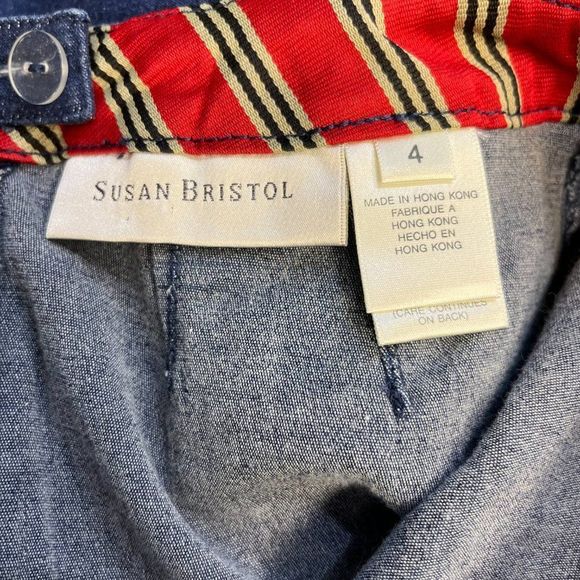 SUSAN BRISTOL
4
MADE IN HONG KONG
FABRIQUE A
HONG KONG
HECHO EN
HONG KONG
(CARE CONTINUES
ON BACK)